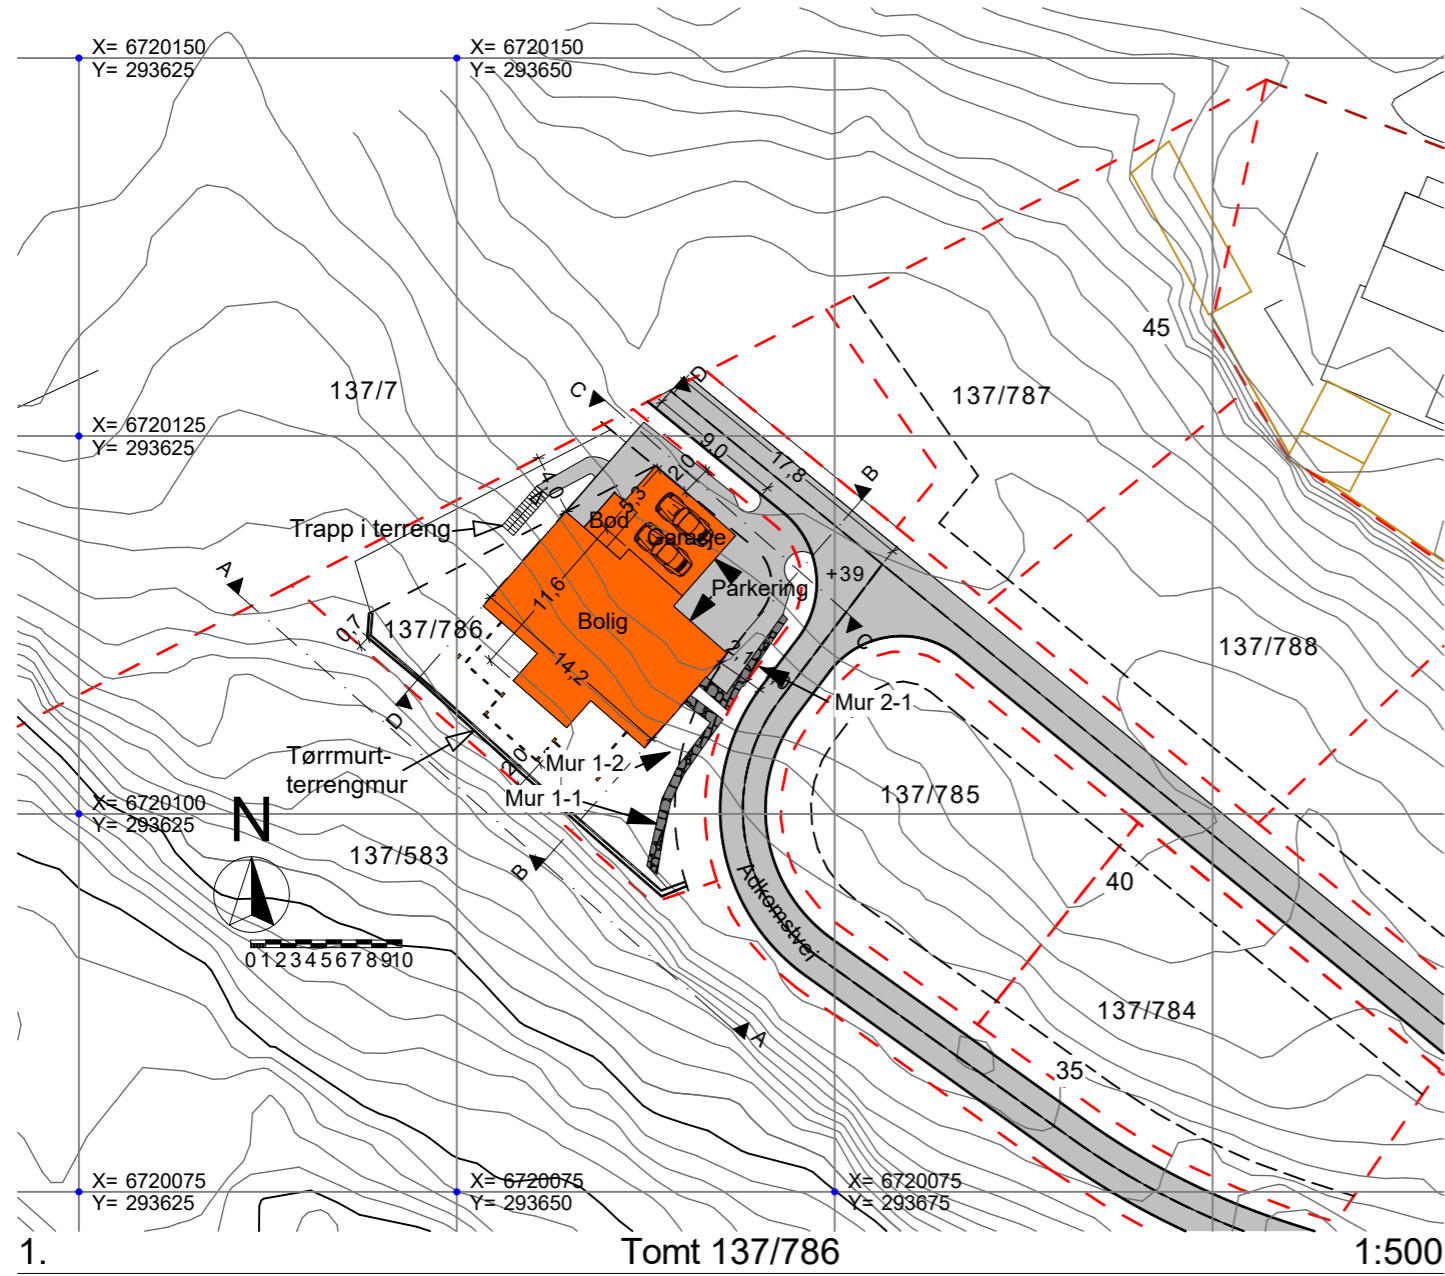 X= 6720150
Y= 293625
X= 6720150
Y= 293650
45
D
C
137/7
137/787
X= 6720125
Y= 293625
9,0
17,8
2,0
B
4,0
5,3
Trapp i terreng
Bod
Garasje
A
+39
Parkering
11,6
0,7
137/786
Bolig
C
137/788
2,1
14,2
Mur 2-1
D
Tørrmurt-
terrengmur
2,0
Mur 1-2
Mur 1-1
137/785
X= 6720100
Y= 293625
N
137/583
B
40
Adkomstvei
0 1 2 3 4 5 6 7 8 9 10
137/784
A
35
X= 6720075
Y= 293625
X= 6720075
Y= 293650
X= 6720075
Y= 293675
1.
Tomt 137/786
1:500